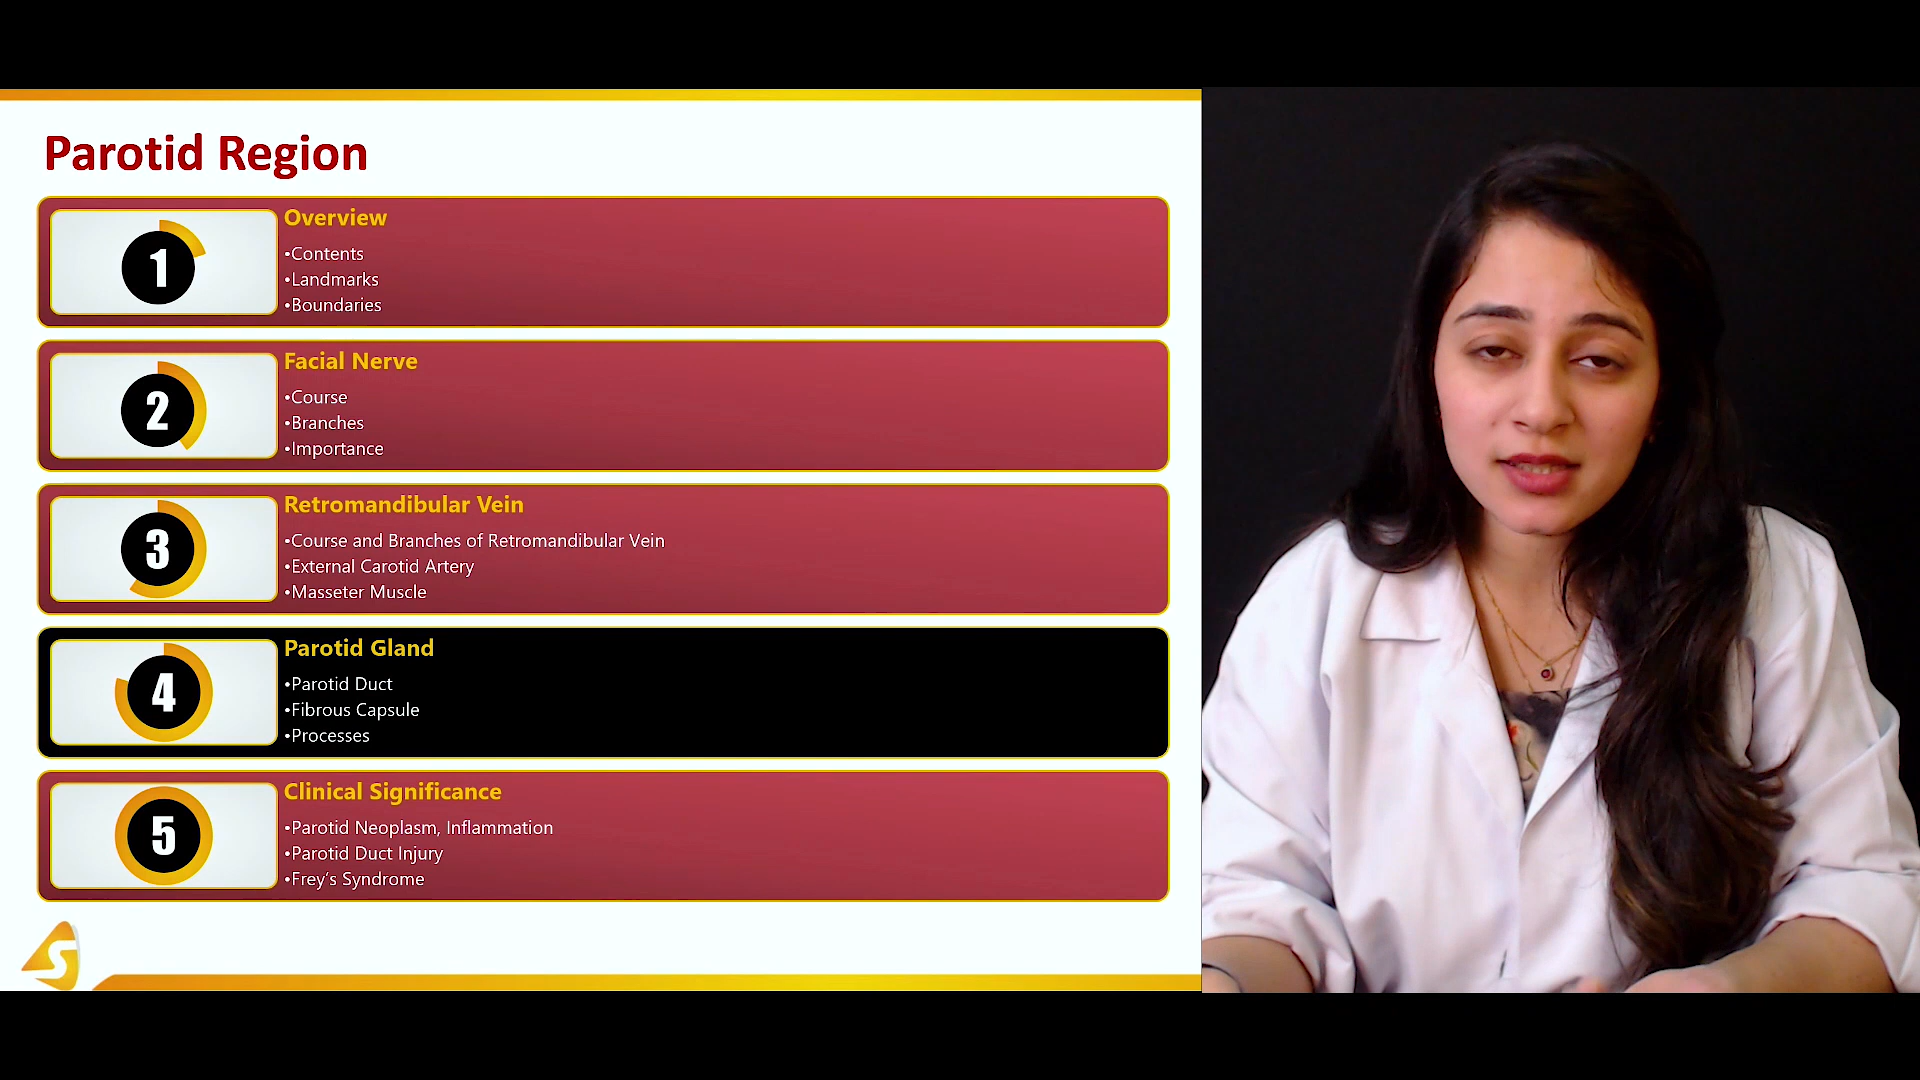 Parotid Region
1
Overview
•Contents
•Landmarks
•Boundaries
2
Facial Nerve
•Course
•Branches
•Importance
3
Retromandibular Vein
•Course and Branches of Retromandibular Vein
•External Carotid Artery
•Masseter Muscle
4
Parotid Gland
•Parotid Duct
•Fibrous Capsule
•Processes
5
Clinical Significance
•Parotid Neoplasm, Inflammation
•Parotid Duct Injury
•Frey’s Syndrome
S